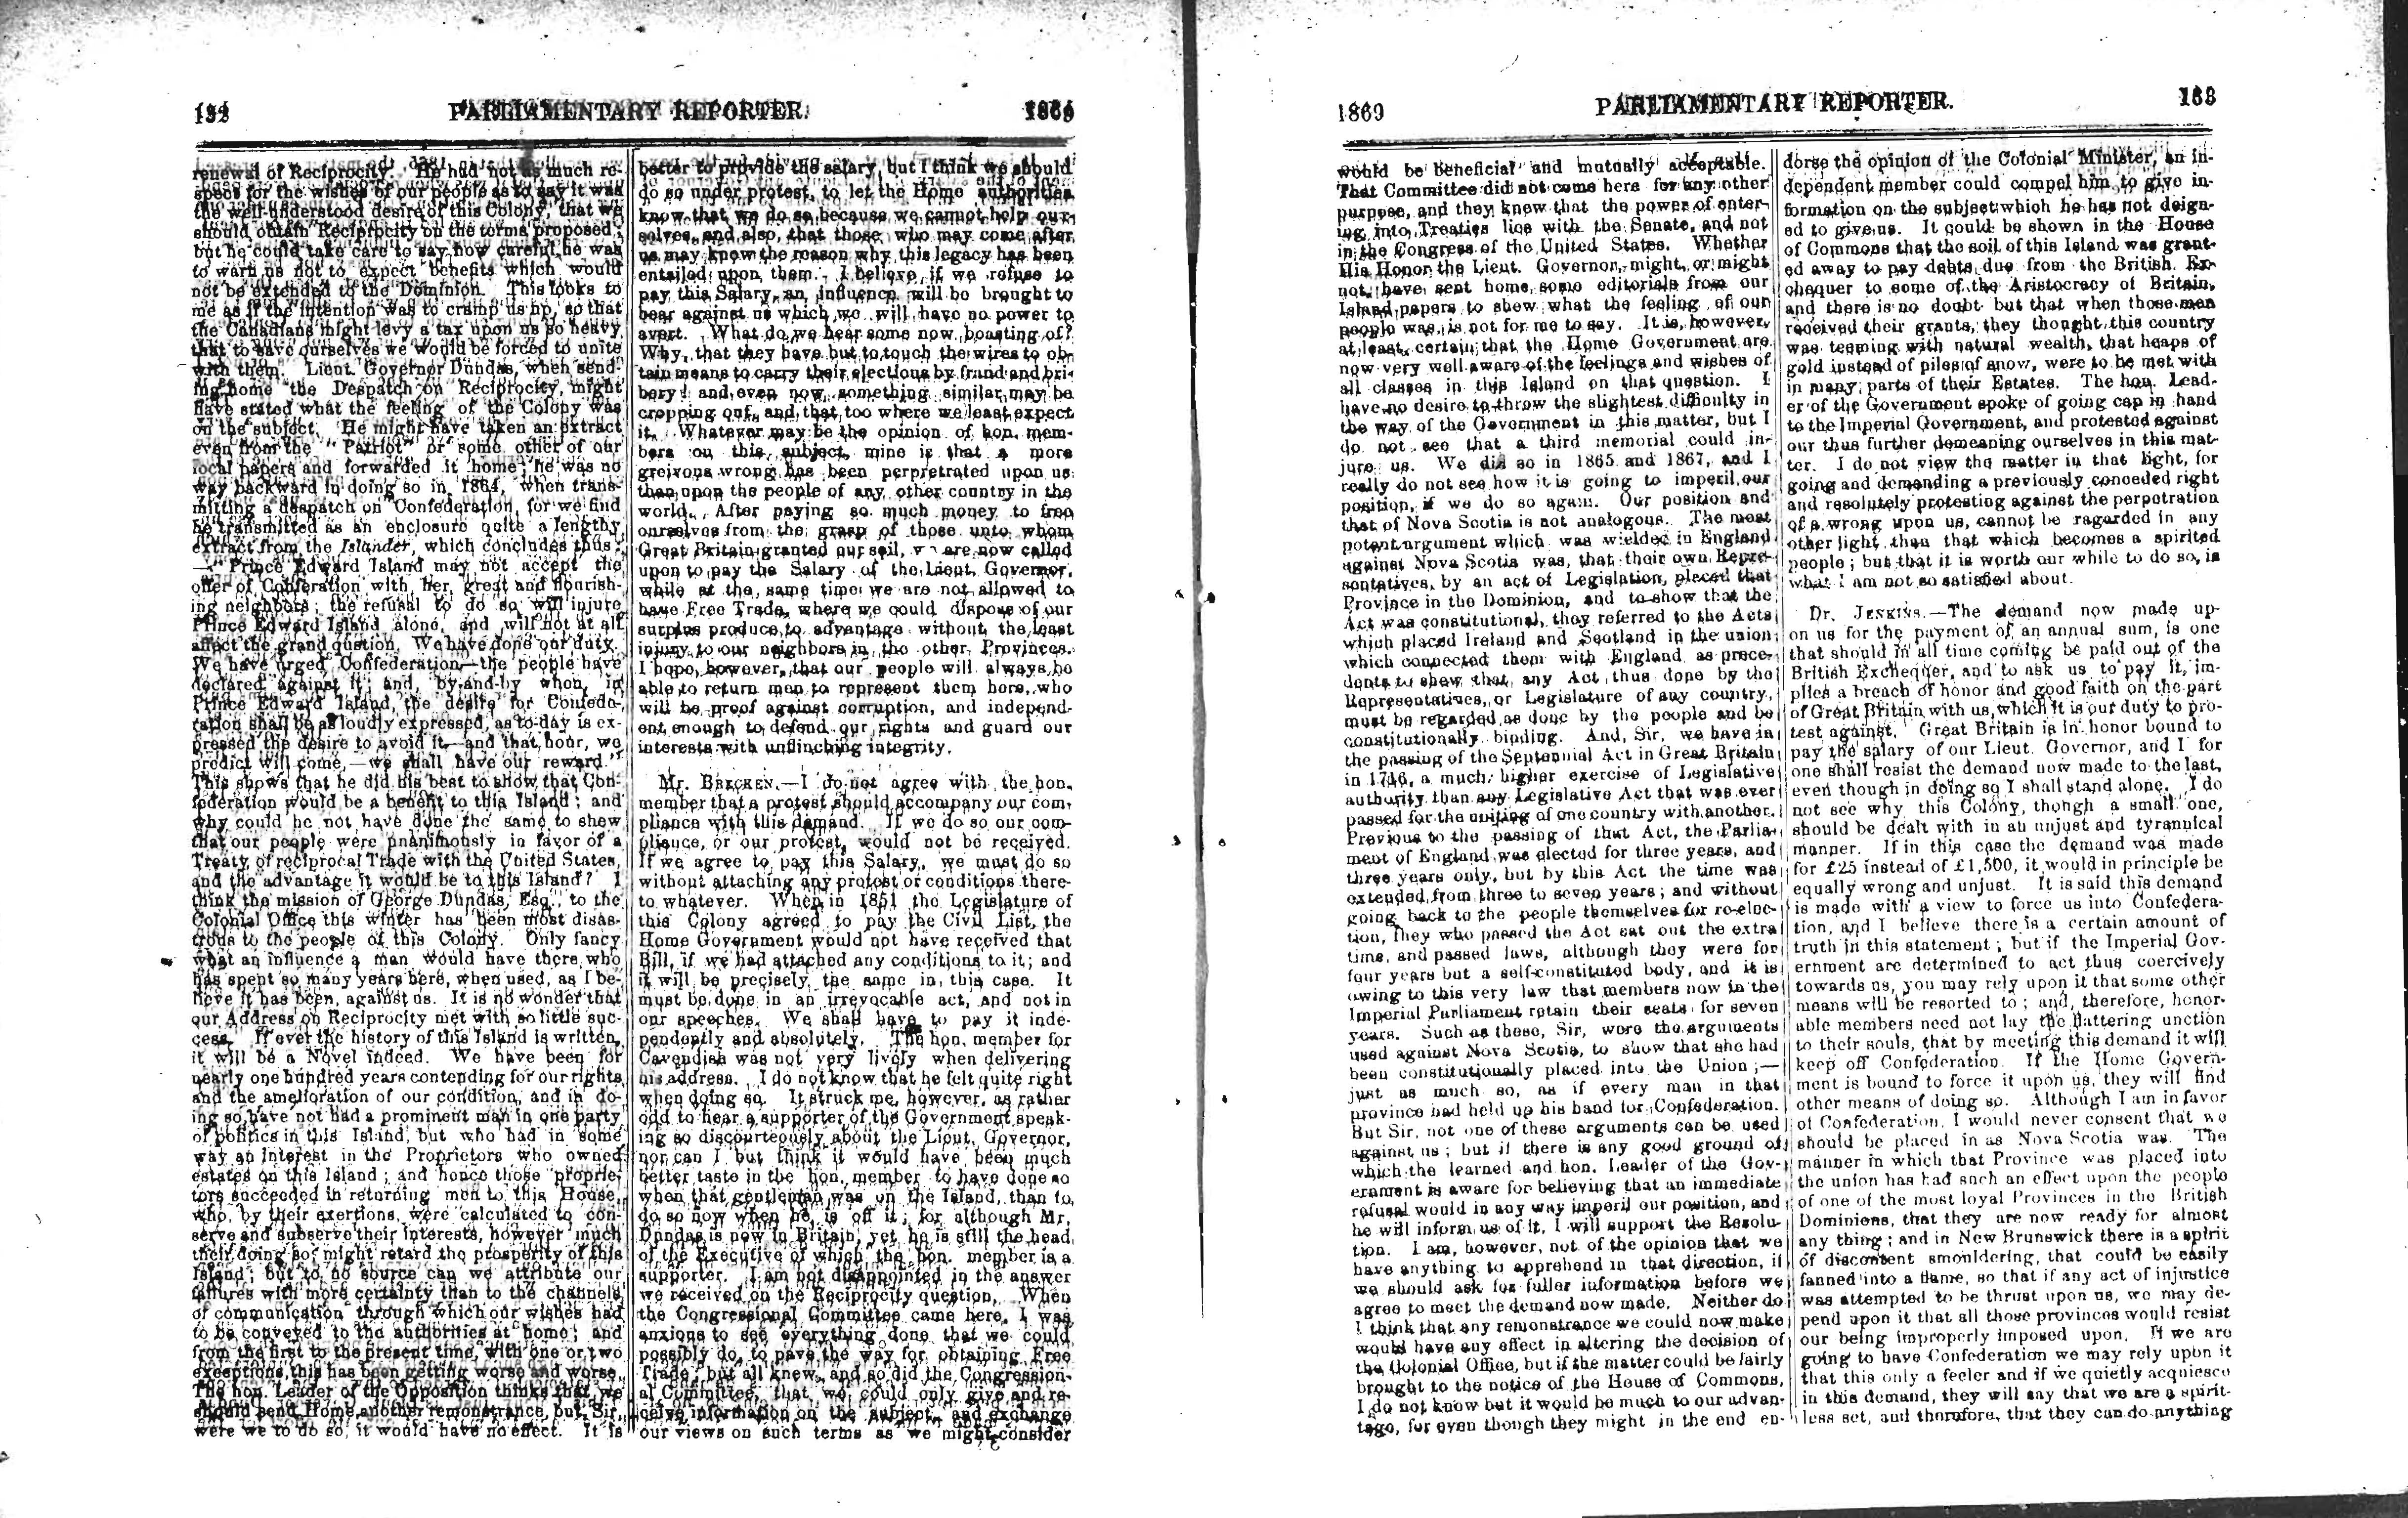 132 PARLIAMENTARY REPORTER. 1869
renewal of Reciprocity. He had not as much re-
spect for the wishes of our people as to say it was
the well-understood desire of this Colony, that we
should obtain Reciprocity on the terms proposed;
but he could take care to say how careful he was
to warn us not to expect benefits which would
not be extended to the Dominion. This looks to
me as if the intention was to cramp us up, so that
the Canadians might levy a tax upon us so heavy
that to save ourselves we would be forced to unite
with them. Lieut. Governor Dundas, when send-
ing home the Despatch on Reciprocity, might
have stated what the feeling of the Colony was
on the subject. He might have taken an extract
even from the "Patriot" or some other of our
local papers and forwarded it home; he was no
way backward in doing so in 1864, when trans-
mitting a despatch on Confederation, for we find
he transmitted as an enclosure quite a lengthy
extract from the Islander, which concludes thus:
—"Prince Edward Island may not accept the
offer of Conferation with her great and flourish-
ing neighbors; the refusal to do so will injure
Prince Edward Island alone, and will not at all
affect the grand qustion. We have done our duty.
We have urged Confederation—the people have
declared against it; and, by-and-by when, in
Prince Edward Island, the desire for Confede-
ration shall be as loudly expressed, as to-day is ex-
pressed the desire to avoid it—and that hour, we
predict will come,—we shall have our reward."
This shows that he did his best to show that Con-
federation would be a benefit to this Island; and
why could he not have done the same to shew
that our people were unanimously in favor of a
Treaty of reciprocal Trade with the United States,
and the advantage it would be to this Island? I
think the mission of George Dundas, Esq., to the
Colonial Office this winter has been most disas-
trous to the people of this Colony. Only fancy
what an influence a man would have there, who
has spent so many years here, when used, as I be-
lieve it has been, against us. It is no wonder that
our Address on Reciprocity met with so little suc-
cess. If ever the history of this Island is written,
it will be a Novel indeed. We have been for
nearly one hundred years contending for our rights
and the amelioration of our condition, and in do-
ing so, have not had a prominent man in one party
of politics in this Island, but who had in some
way an interest in the Proprietors who owned
estates on this Island; and hence those proprie-
tors succeeded in returning men to this House,
who, by their exertions, were calculated to con-
serve and subserve their interests, however much
their doing so might retard the prosperity of this
Island; but to no source can we attribute our
failures with more certainty than to the channels
of communication through which our wishes had
to be conveyed to the authorities at home; and
from the first to the present time, with one or two
exceptions, this has been getting worse and worse.
The hon. Leader of the Opposition thinks that we
should send Home another remonstrance, but, Sir,
were we to do so, it would have no effect. It is
better to provide the salary, but I think we should
do so under protest, to let the Home authorities
know that we do so because we cannot help our-
selves, and also, that those who may come after
us may know the reason why this legacy has been
entailed upon them. I believe if we refuse to
pay this Salary, an influence will be brought to
bear against us which we will have no power to
avert. What do we hear some now boasting of?
Why, that they have but to touch the wires to ob-
tain means to carry their elections by fraud and bri-
bery! and even now something similar may be
cropping out, and that too where we least expect
it. Whatever may be the opinion of hon. mem-
bers on this subject, mine is that a more
greivous wrong has been perpretrated upon us
than upon the people of any other country in the
world. After paying so much money to free
ourselves from the grasp of those unto whom
Great Britain granted our soil, are now called
upon to pay the Salary of the Lieut. Governor,
while at the same time we are not allowed to
have Free Trade, where we could dispose of our
surplus produce to advantage without the least
injury to our neighbors in the other Provinces.
I hope, however, that our people will always be
able to return men to represent them here, who
will be proof against corruption, and independ-
ent enough to defend our rights and guard our
interests with unflinching integrity.
Mr. BRECKEN.—I do not agree with the hon.
member that a protest should accompany our com-
pliance with this demand. If we do so our com-
pliance, or our protest, would not be received.
If we agree to pay this Salary, we must do so
without attaching any protest or conditions there-
to whatever. When in 1851 the Legislature of
this Colony agreed to pay the Civil List, the
Home Government would not have received that
Bill, if we had attached any conditions to it; and
it will be precisely the same in this case. It
must be done in an irrevocable act, and not in
our speeches. We shall have to pay it inde-
pendently and absolutely. The hon. member for
Cavendish was not very lively when delivering
his address. I do not know that he felt quite right
when doing so. It struck me, however, as rather
odd to hear a supporter of the Government speak-
ing so discourteously about the Lieut. Governor,
nor can I but think it would have been much
better taste in the hon. member to have done so
when that gentleman was on the Island, than to
do so now when he is off it; for although Mr.
Dundas is now in Britain, yet he is still the head
of the Executive of which the hon. member is a
supporter. I am not disappointed in the answer
we received on the Reciprocity question. When
the Congressional Committee came here, I was
anxious to see everything done that we could
possibly do, to pave the way for obtaining Free
Trade; but all knew, and so did the Congression-
al Committee, that we could only give and re-
ceive information on the subject, and exchange
our views on such terms as we might consider
1869 PARLIAMENTARY REPORTER. 133
would be beneficial and mutually acceptable.
That Committee did not come here for any other
purpose, and they knew that the power of enter-
ing into Treaties lies with the Senate, and not
in the Congress of the United States. Whether
His Honor the Lieut. Governor, might, or might
not, have sent home some editorials from our
Island papers to shew what the feeling of our
people was, is not for me to say. It is, however,
at least, certain that the Home Government are
now very well aware of the feelings and wishes of
all classes in this Island on that question. I
have no desire to throw the slightest difficulty in
the way of the Government in this matter, but I
do not see that a third memorial could in-
jure us. We did so in 1865 and 1867, and I
really do not see how it is going to imperil our
position, if we do so again. Our position and
that of Nova Scotia is not analogous. The most
potent argument which was wielded in England
against Nova Scotia was, that their own Repre-
sentatives, by an act of Legislation, placed that
Province in the Dominion, and to show that the
Act was constitutional, they referred to the Acts
which placed Ireland and Scotland in the union
which connected them with England as prece-
dents to shew that any Act thus done by the
Representatives, or Legislature of any country,
must be regarded as done by the people and be
constitutionally binding. And, Sir, we have in
the passing of the Septennial Act in Great Britain
in 1716, a much higher exercise of Legislative
authority than any Legislative Act that was ever
passed for the uniting of one country with another.
Previous to the passing of that Act, the Parlia-
ment of England was elected for three years, and
three years only, but by this Act the time was
extended from three to seven years; and without
going back to the people themselves for re-elec-
tion, they who passed the Act sat out the extra
time, and passed laws, although they were for
four years but a self-constituted body, and it is
owing to this very law that members now in the
Imperial Parliament retain their seats for seven
years. Such as these, Sir, were the arguments
used against Nova Scotia, to show that she had
been constitutionally placed into the Union;—
just as much so, as if every man in that
province had held up his hand for Confederation.
But Sir, not one of these arguments can be used
against us; but if there is any good ground of
which the learned and hon. Leader of the Gov-
ernment is aware for believing that an immediate
refusal would in any way imperil our position, and
he will inform us of it, I will support the Resolu-
tion. I am, however, not of the opinion that we
have anything to apprehend in that direction, if
we should ask for fuller information before we
agree to meet the demand now made. Neither do
I think that any remonstrance we could now make
would have any effect in altering the decision of
the Colonial Office, but if the matter could be fairly
brought to the notice of the House of Commons,
I do not know but it would be much to our advan-
tage, for even though they might in the end en-
dorse the opinion of the Colonial Minister, an in-
dependent member could compel him to give in-
formation on the subject which he has not deign-
ed to give us. It could be shown in the House
of Commons that the soil of this Island was grant-
ed away to pay debts due from the British Ex-
chequer to some of the Aristocracy of Britain,
and there is no doubt but that when those men
received their grants, they thought this country
was teeming with natural wealth, that heaps of
gold instead of piles of snow, were to be met with
in many parts of their Estates. The hon. Lead-
er of the Government spoke of going cap in hand
to the Imperial Government, and protested against
our thus further demeaning ourselves in this mat-
ter. I do not view the matter in that light, for
going and demanding a previously conceded right
and resolutely protesting against the perpetration
of a wrong upon us, cannot be ragarded in any
other light than that which becomes a spirited
people; but that it is worth our while to do so, is
what I am not so satisfied about.
Dr. JENKINS.—The demand now made up-
on us for the payment of an annual sum, is one
that should in all time coming be paid out of the
British Exchequer, and to ask us to pay it, im-
plies a breach of honor and good faith on the part
of Great Britain with us, which it is our duty to pro-
test against. Great Britain is in honor bound to
pay the salary of our Lieut. Governor, and I for
one shall resist the demand now made to the last,
even though in doing so I shall stand alone. I do
not see why this Colony, though a small one,
should be dealt with in an unjust and tyrannical
manner. If in this case the demand was made
for £25 instead of £1,500, it would in principle be
equally wrong and unjust. It is said this demand
is made with a view to force us into Confedera-
tion, and I believe there is a certain amount of
truth in this statement; but if the Imperial Gov-
ernment are determined to act thus coercively
towards us, you may rely upon it that some other
means will be resorted to; and, therefore, honor-
able members need not lay the flattering unction
to their souls, that by meeting this demand it will
keep off Confederation. If the Home Govern-
ment is bound to force it upon us, they will find
other means of doing so. Although I am in favor
of Confederation, I would never consent that we
should be placed in as Nova Scotia was. The
manner in which that Province was placed into
the union has had such an effect upon the people
of one of the most loyal Provinces in the British
Dominions, that they are now ready for almost
any thing; and in New Brunswick there is a spirit
of discontent smouldering, that could be easily
fanned into a flame, so that if any act of injustice
was attempted to be thrust upon us, we may de-
pend upon it that all those provinces would resist
our being improperly imposed upon. If we are
going to have Confederation we may rely upon it
that this only a feeler and if we quietly acquiesce
in this demand, they will say that we are a spirit-
less set, and therefore, that they can do anything